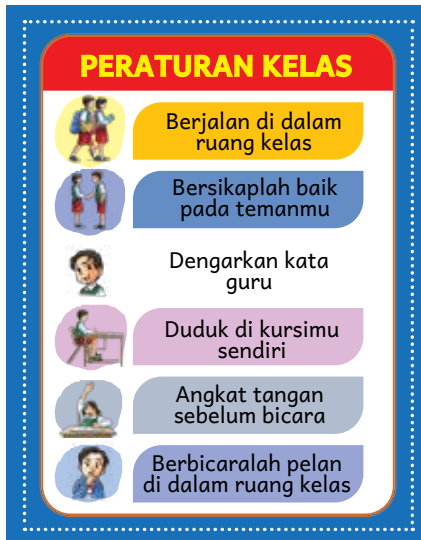 PERATURAN KELAS
Berjalan di dalam
ruang kelas
Bersikaplah baik
pada temanmu
Dengarkan kata
guru
Duduk di kursimu
sendiri
Angkat tangan
sebelum bicara
Berbicaralah pelan
di dalam ruang kelas